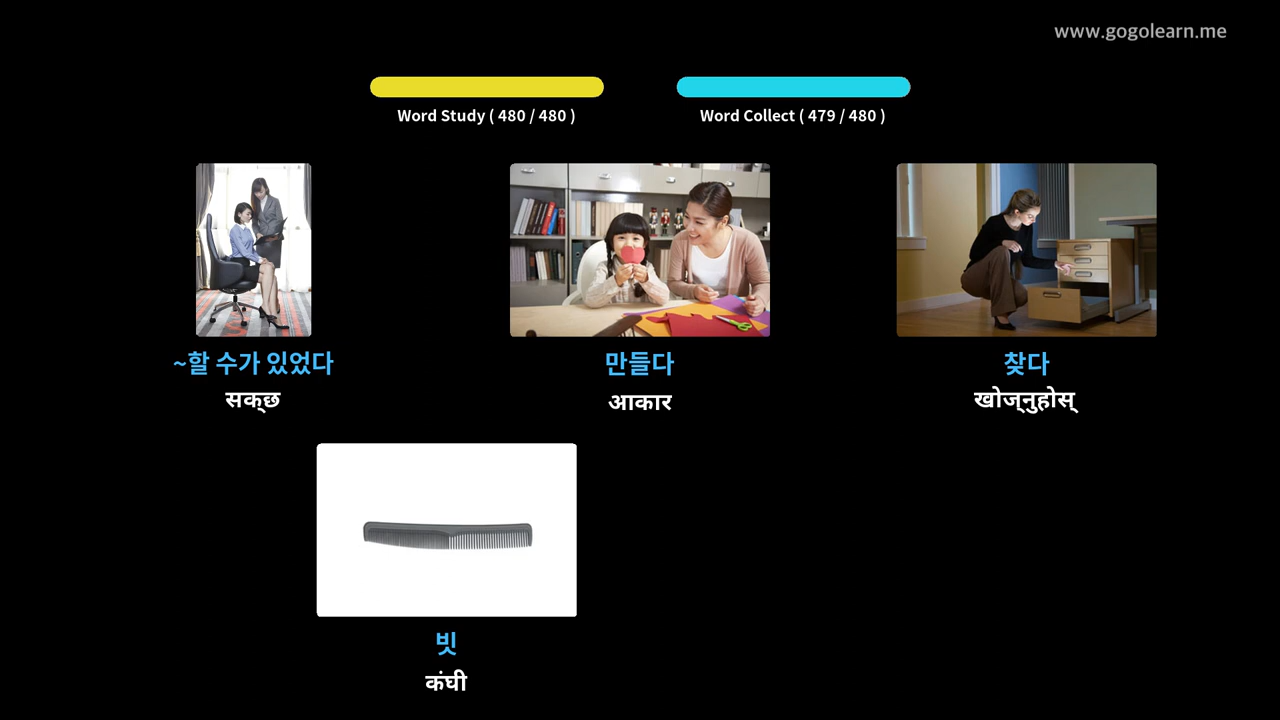 www.gogolearn.me
Word Study ( 480 / 480 )
Word Collect ( 479 / 480 )
~할 수가 있었다
सक्छ
만들다
आकार
찾다
खोज्नुहोस्
빗
कंघी